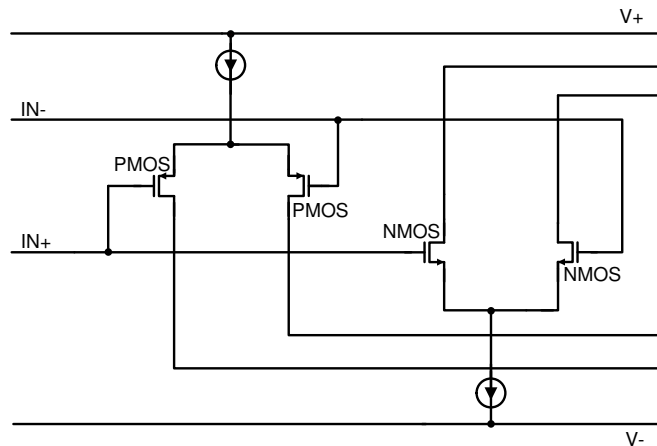 V+
IN-
PMOS
PMOS
NMOS
IN+
NMOS
V-